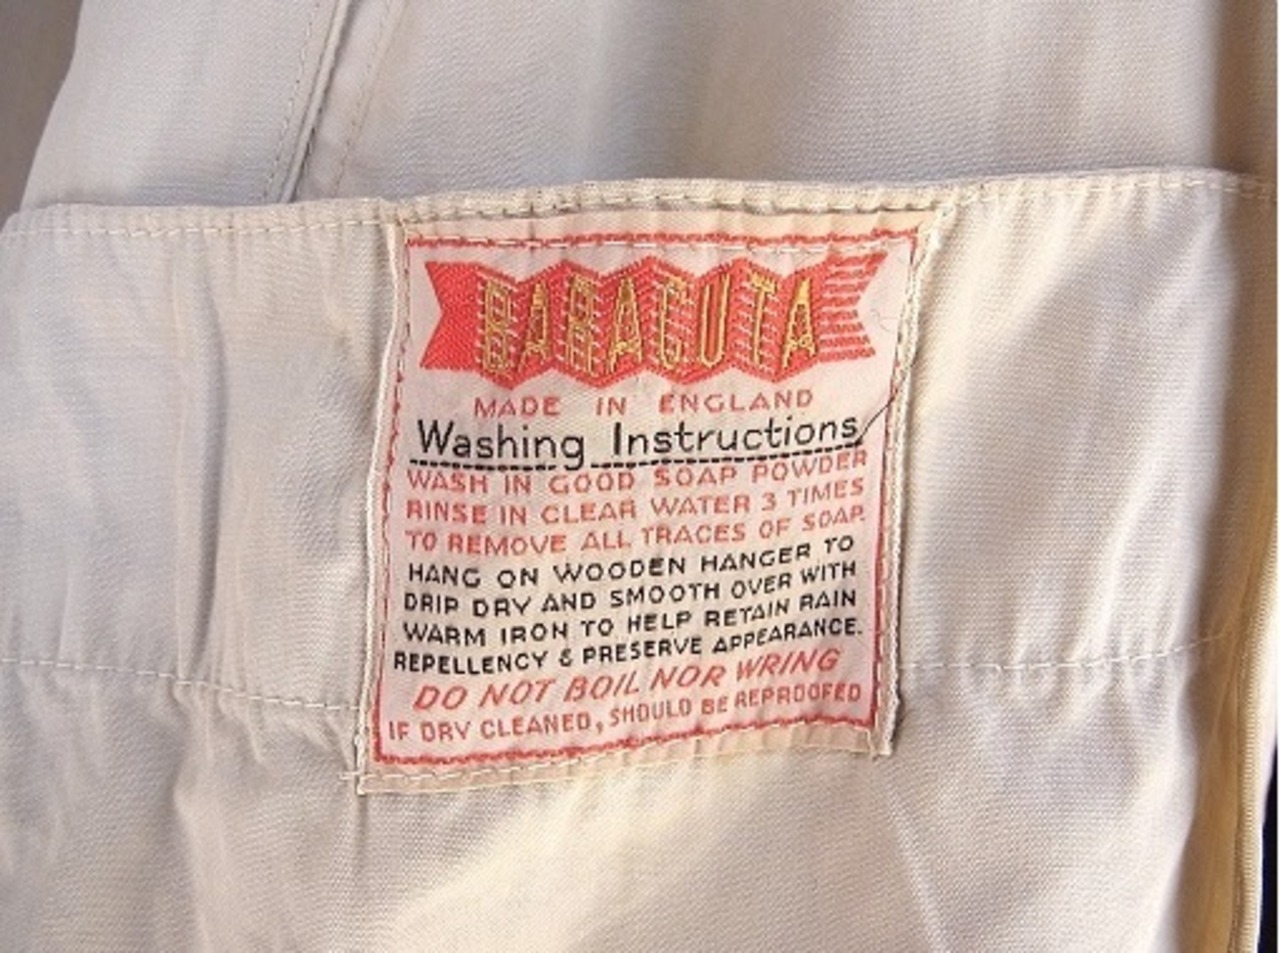 BARACUTA
MADE IN ENGLAND
Washing Instructions
WASH IN GOOD SOAP POWDER
RINSE IN CLEAR WATER 3 TIMES
TO REMOVE ALL TRACES OF SOAP.
HANG ON WOODEN HANGER TO
DRIP DRY AND SMOOTH OVER WITH
WARM IRON TO HELP RETAIN RAIN
REPELLENCY & PRESERVE APPEARANCE.
DO NOT BOIL NOR WRING
IF DRY CLEANED, SHOULD BE REPROOFED